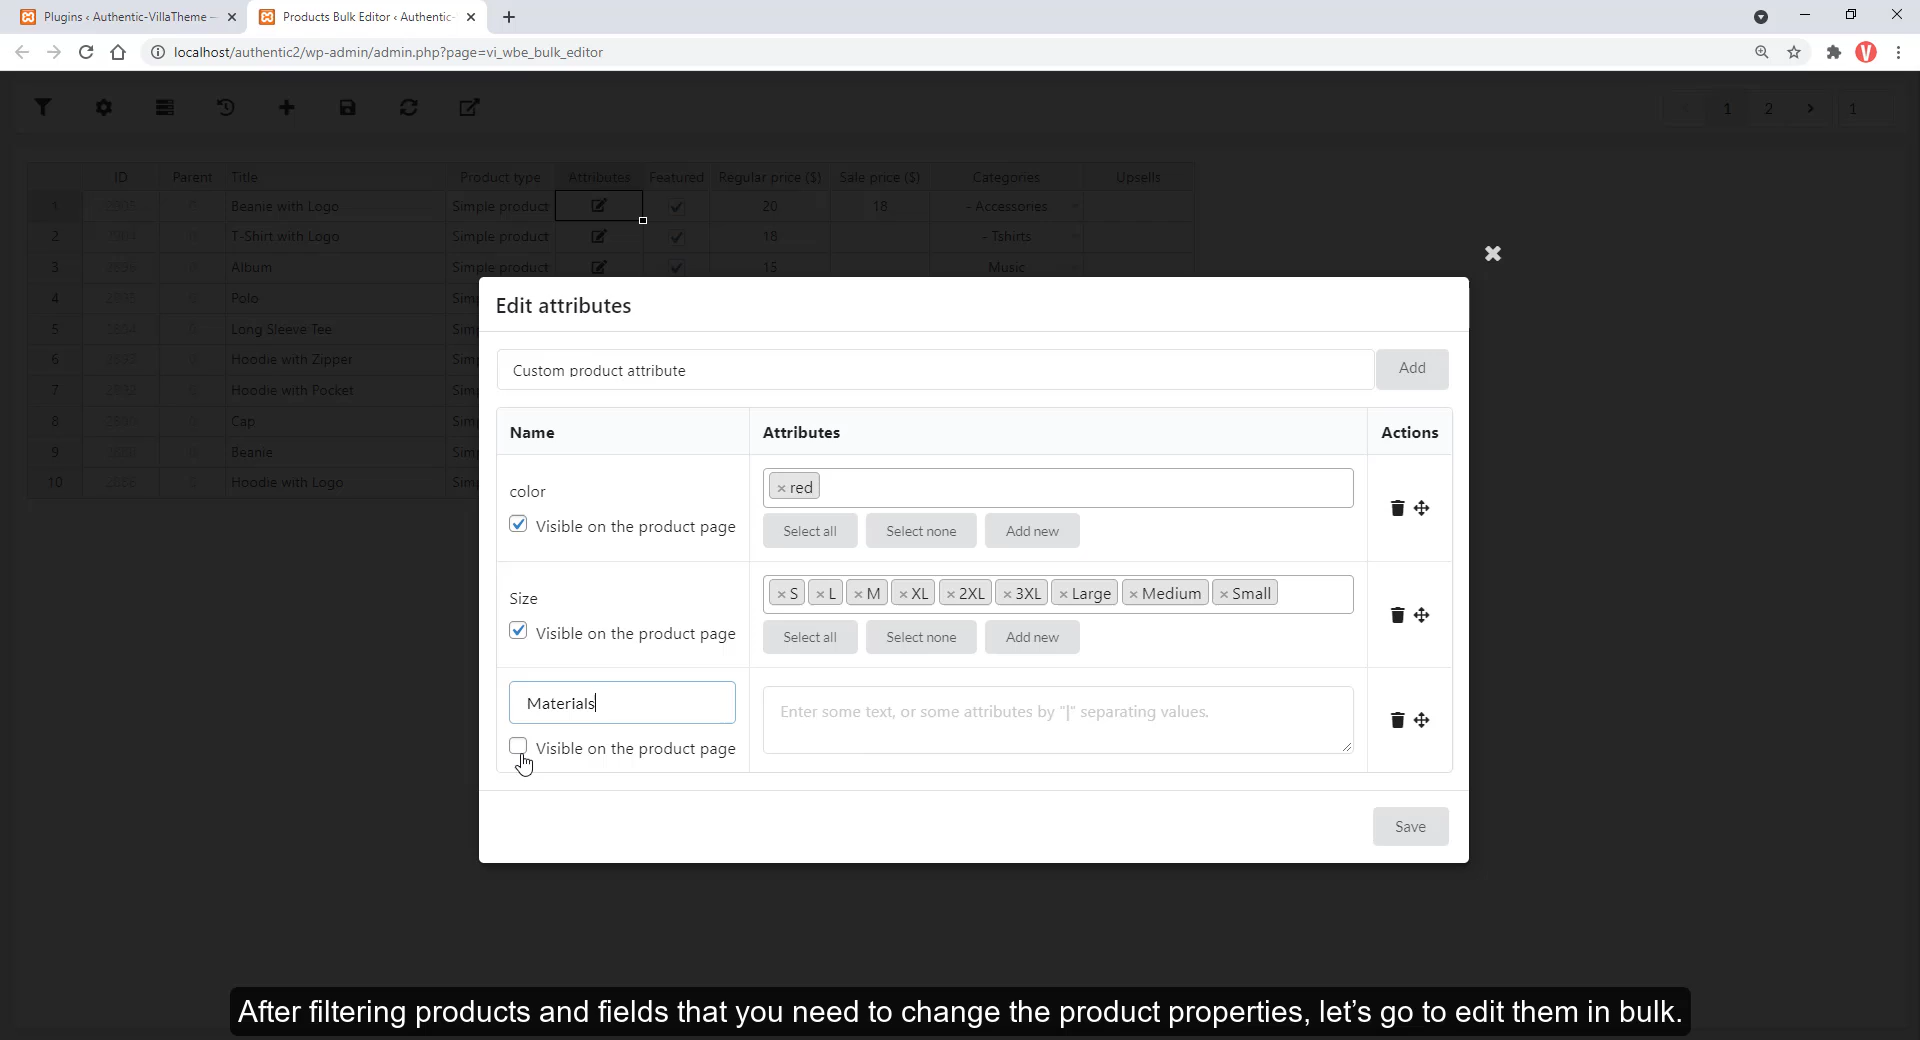 Plugins ‹ Authentic-VillaTheme –
Products Bulk Editor ‹ Authentic-
localhost/authentic2/wp-admin/admin.php?page=vi_wbe_bulk_editor
< 1 2 > 1
ID Parent Title Product type Attributes Featured Regular price ($) Sale price ($) Categories Upsells
1 Beanie with Logo Simple product 20 18 - Accessories
2 T-Shirt with Logo Simple product 18 - Tshirts
3 Album Simple product 15 Music
4 Polo Sim
5 Long Sleeve Tee Sim
6 Hoodie with Zipper Sim
7 Hoodie with Pocket Sim
8 Cap Sim
9 Beanie Sim
10 Hoodie with Logo Sim
Edit attributes
Custom product attribute Add
Name Attributes Actions
color
× red
Visible on the product page
Select all Select none Add new
Size
× S × L × M × XL × 2XL × 3XL × Large × Medium × Small
Visible on the product page
Select all Select none Add new
Materials
Enter some text, or some attributes by "|" separating values.
Visible on the product page
Save
After filtering products and fields that you need to change the product properties, let's go to edit them in bulk.